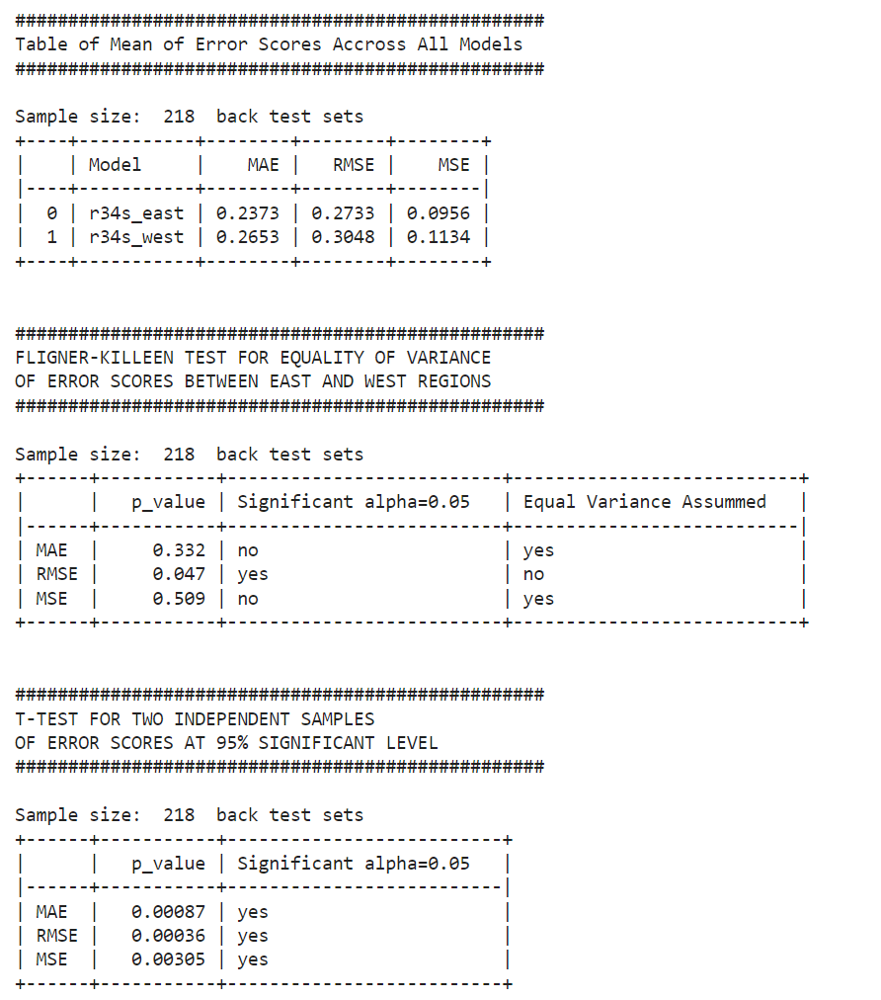 ##################################################
Table of Mean of Error Scores Accross All Models
##################################################
Sample size:  218  back test sets
+----+-----------+--------+--------+--------+
|    | Model     |    MAE |   RMSE |    MSE |
|----+-----------+--------+--------+--------|
|  0 | r34s_east | 0.2373 | 0.2733 | 0.0956 |
|  1 | r34s_west | 0.2653 | 0.3048 | 0.1134 |
+----+-----------+--------+--------+--------+
##################################################
FLIGNER-KILLEEN TEST FOR EQUALITY OF VARIANCE
OF ERROR SCORES BETWEEN EAST AND WEST REGIONS
##################################################
Sample size:  218  back test sets
+------+-----------+--------------------------+---------------------------+
|      |   p_value | Significant alpha=0.05   | Equal Variance Assummed   |
|------+-----------+--------------------------+---------------------------|
| MAE  |     0.332 | no                       | yes                       |
| RMSE |     0.047 | yes                      | no                        |
| MSE  |     0.509 | no                       | yes                       |
+------+-----------+--------------------------+---------------------------+
##################################################
T-TEST FOR TWO INDEPENDENT SAMPLES
OF ERROR SCORES AT 95% SIGNIFICANT LEVEL
##################################################
Sample size:  218  back test sets
+------+-----------+--------------------------+
|      |   p_value | Significant alpha=0.05   |
|------+-----------+--------------------------|
| MAE  |   0.00087 | yes                      |
| RMSE |   0.00036 | yes                      |
| MSE  |   0.00305 | yes                      |
+------+-----------+--------------------------+